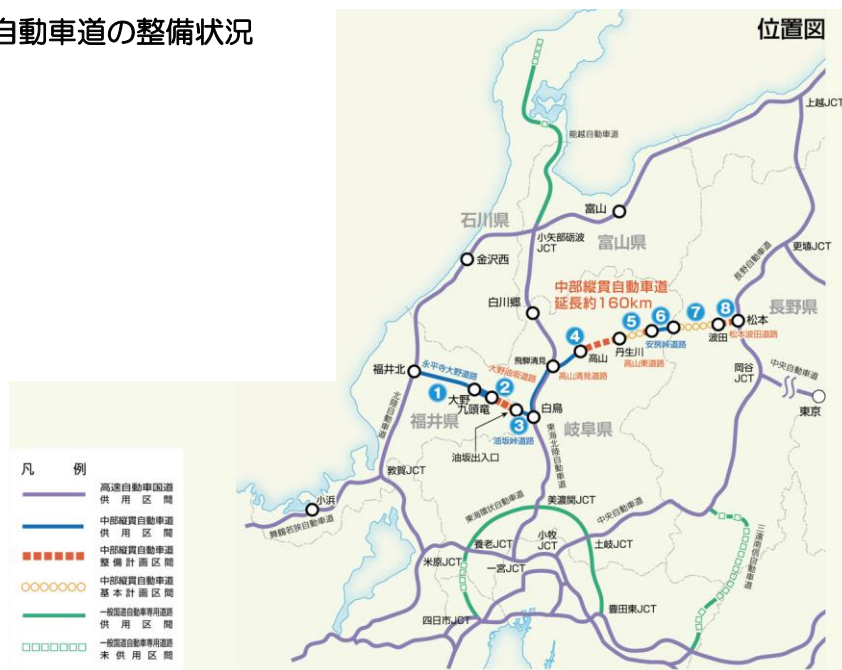 自動車道の整備状況
位置図
上越JCT
能越自動車道
富山
石川県
小矢部砺波
JCT
富山県
更埴JCT
金沢西
長野自動車道
中部縦貫自動車道
延長約160km
白川郷
長野県
④
⑤
⑥
⑦
⑧
松本
波田
松本波田道路
安房峠道路
丹生川
高山東道路
高山
飛騨清見
高山清見道路
岡谷
JCT
中央自動車道
東京
福井北
永平寺大野道路
大野油坂道路
①
大野
②
九頭竜
白鳥
③
福井県
岐阜県
油坂峠道路
油坂出入口
北陸自動車道
東海北陸自動車道
敦賀JCT
小浜
舞鶴若狭自動車道
美濃関JCT
東海環状自動車道
中央自動車道
養老JCT
小牧
JCT
土岐JCT
米原JCT
一宮JCT
三遠南信自動車道
四日市JCT
豊田東JCT
凡 例
高速自動車国道
供用区間
中部縦貫自動車道
供用区間
中部縦貫自動車道
整備計画区間
中部縦貫自動車道
基本計画区間
一般国道自動車専用道路
供用区間
一般国道自動車専用道路
未供用区間